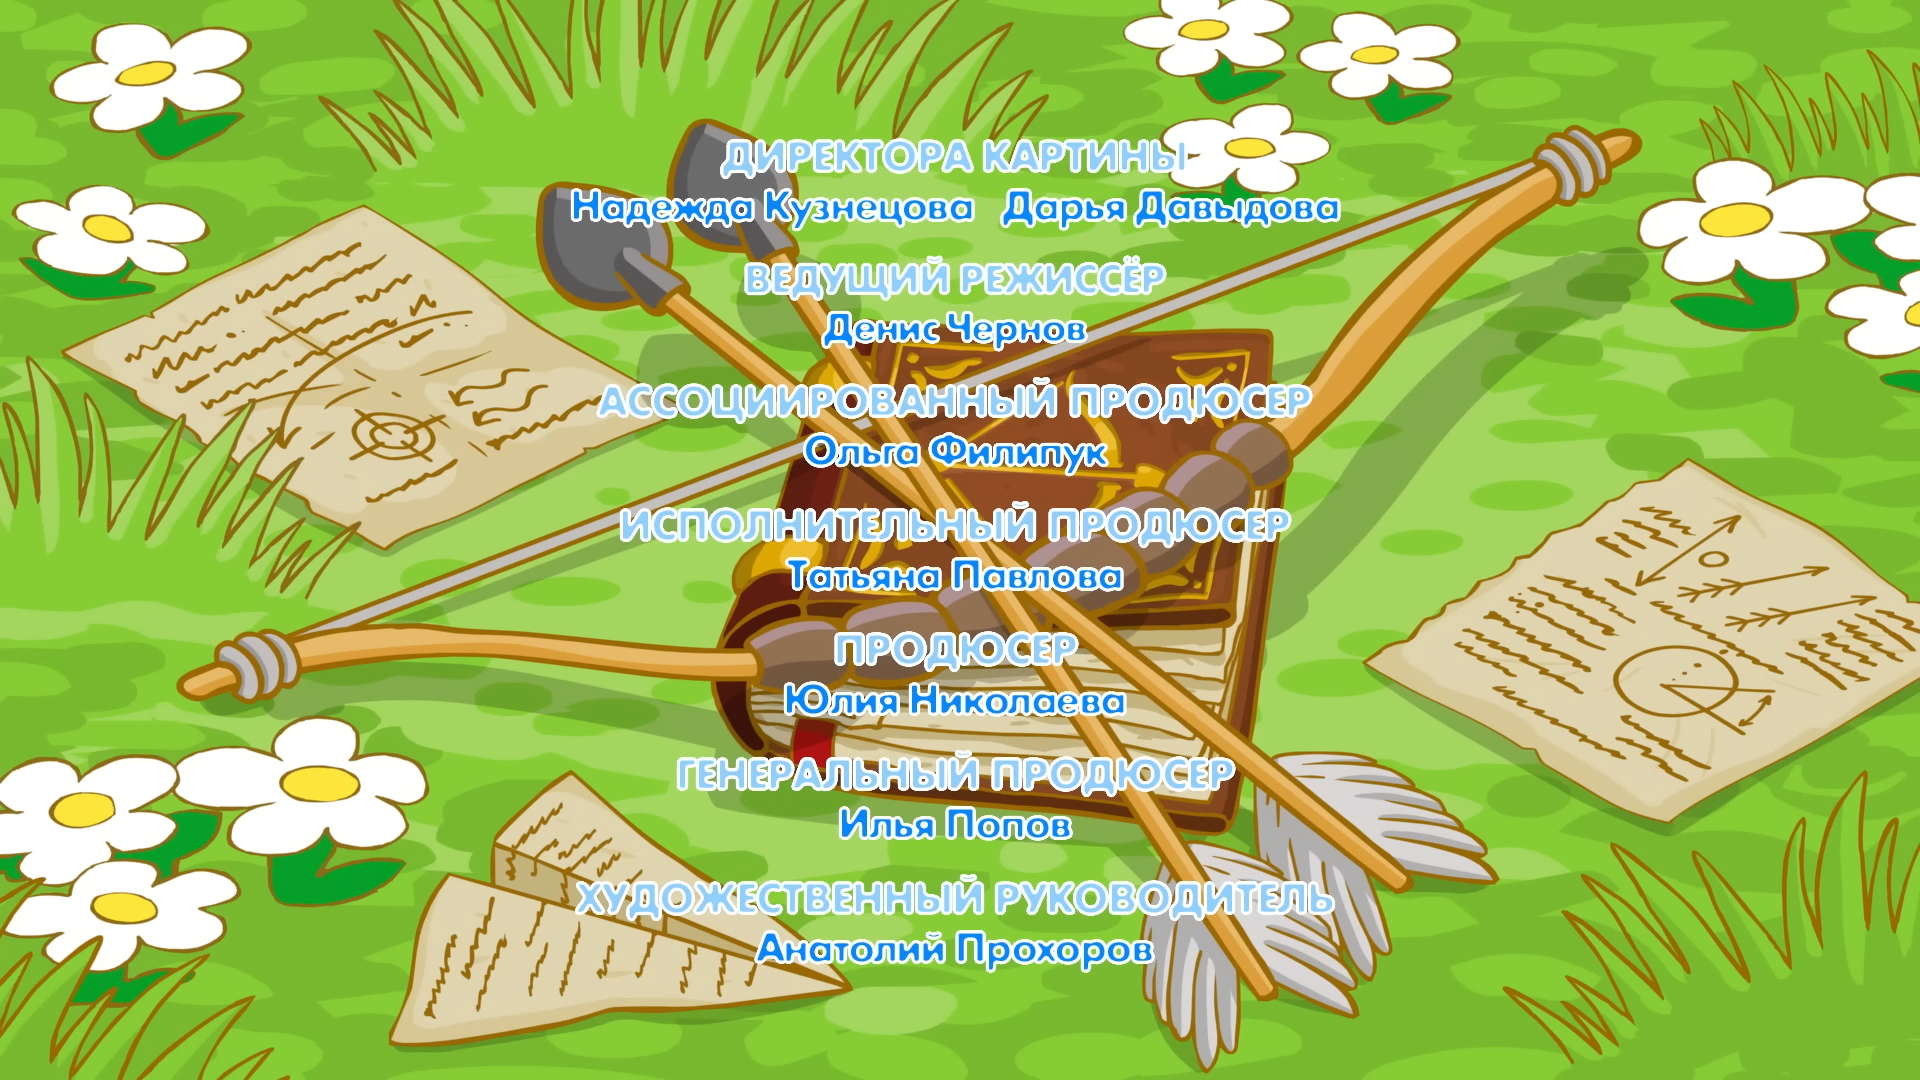 ДИРЕКТОРА КАРТИНЫ
Надежда Кузнецова Дарья Давыдова
ВЕДУЩИЙ РЕЖИССЁР
Денис Чернов
АССОЦИИРОВАННЫЙ ПРОДЮСЕР
Ольга Филипук
ИСПОЛНИТЕЛЬНЫЙ ПРОДЮСЕР
Татьяна Павлова
ПРОДЮСЕР
Юлия Николаева
ГЕНЕРАЛЬНЫЙ ПРОДЮСЕР
Илья Попов
ХУДОЖЕСТВЕННЫЙ РУКОВОДИТЕЛЬ
Анатолий Прохоров